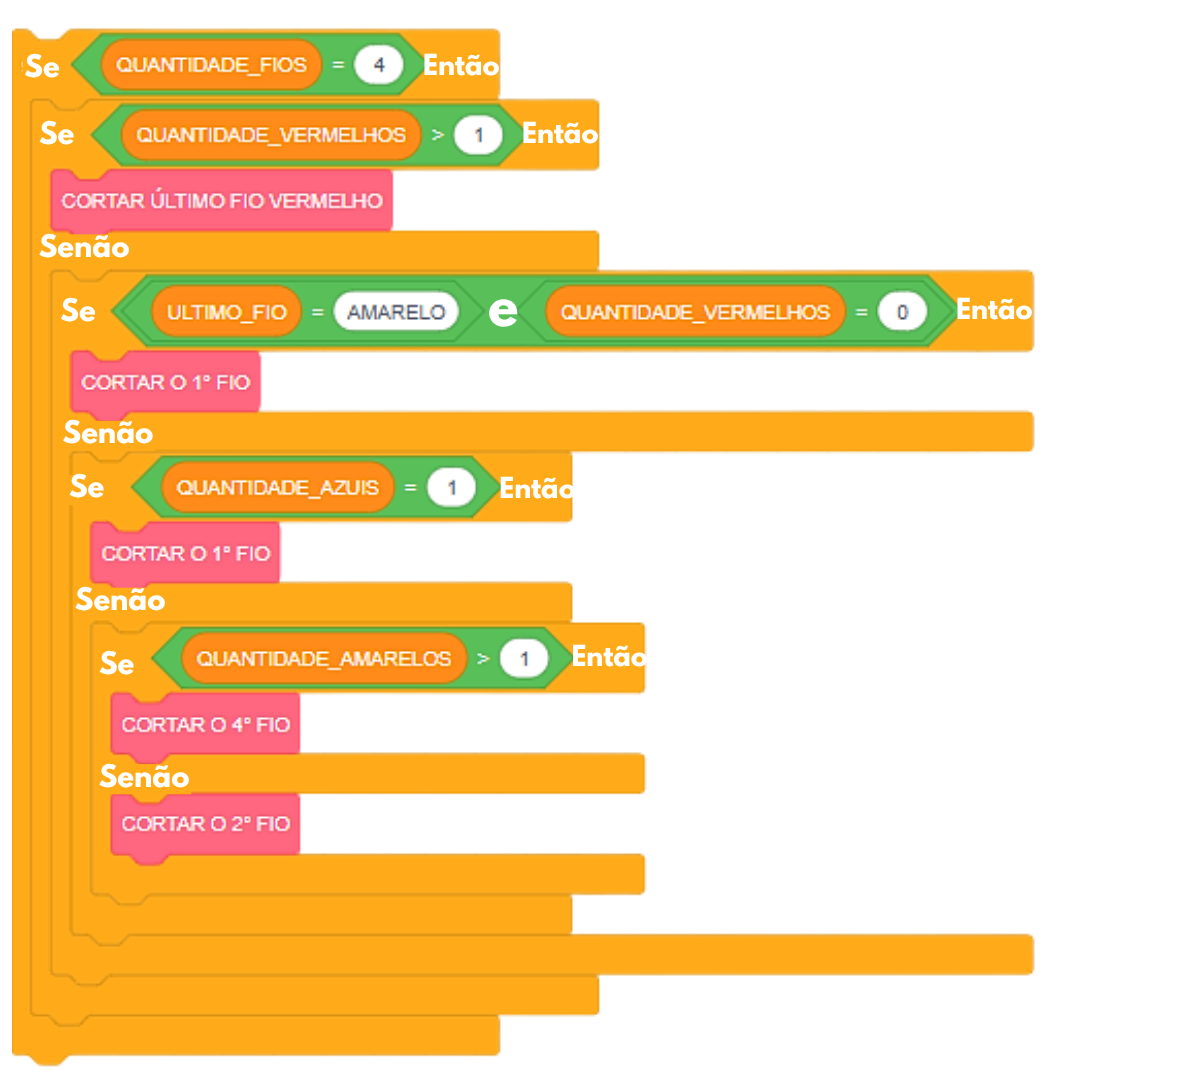 Se QUANTIDADE_FIOS = 4 Então
Se QUANTIDADE_VERMELHOS > 1 Então
CORTAR ÚLTIMO FIO VERMELHO
Senão
Se ULTIMO_FIO = AMARELO e QUANTIDADE_VERMELHOS = 0 Então
CORTAR O 1° FIO
Senão
Se QUANTIDADE_AZUIS = 1 Então
CORTAR O 1° FIO
Senão
Se QUANTIDADE_AMARELOS > 1 Então
CORTAR O 4° FIO
Senão
CORTAR O 2° FIO